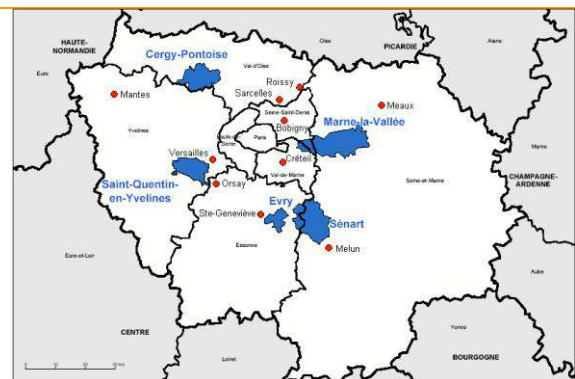 HAUTE-
NORMANDIE
Oise
PICARDIE
Aisne
Eure
Cergy-Pontoise
Val d'Oise
Roissy
Mantes
Sarcelles
Meaux
Seine-Saint-Denis
Bobigny
Marne-la-Vallée
Yvelines
Hauts-de-
Seine
Paris
Marne
Versailles
Créteil
Val-de-Marne
Seine-et-Marne
CHAMPAGNE-
ARDENNE
Saint-Quentin-
en-Yvelines
Orsay
Evry
Ste-Geneviève
Sénart
Essonne
Melun
Eure-et-Loir
Aube
CENTRE
Yonne
Loiret
BOURGOGNE